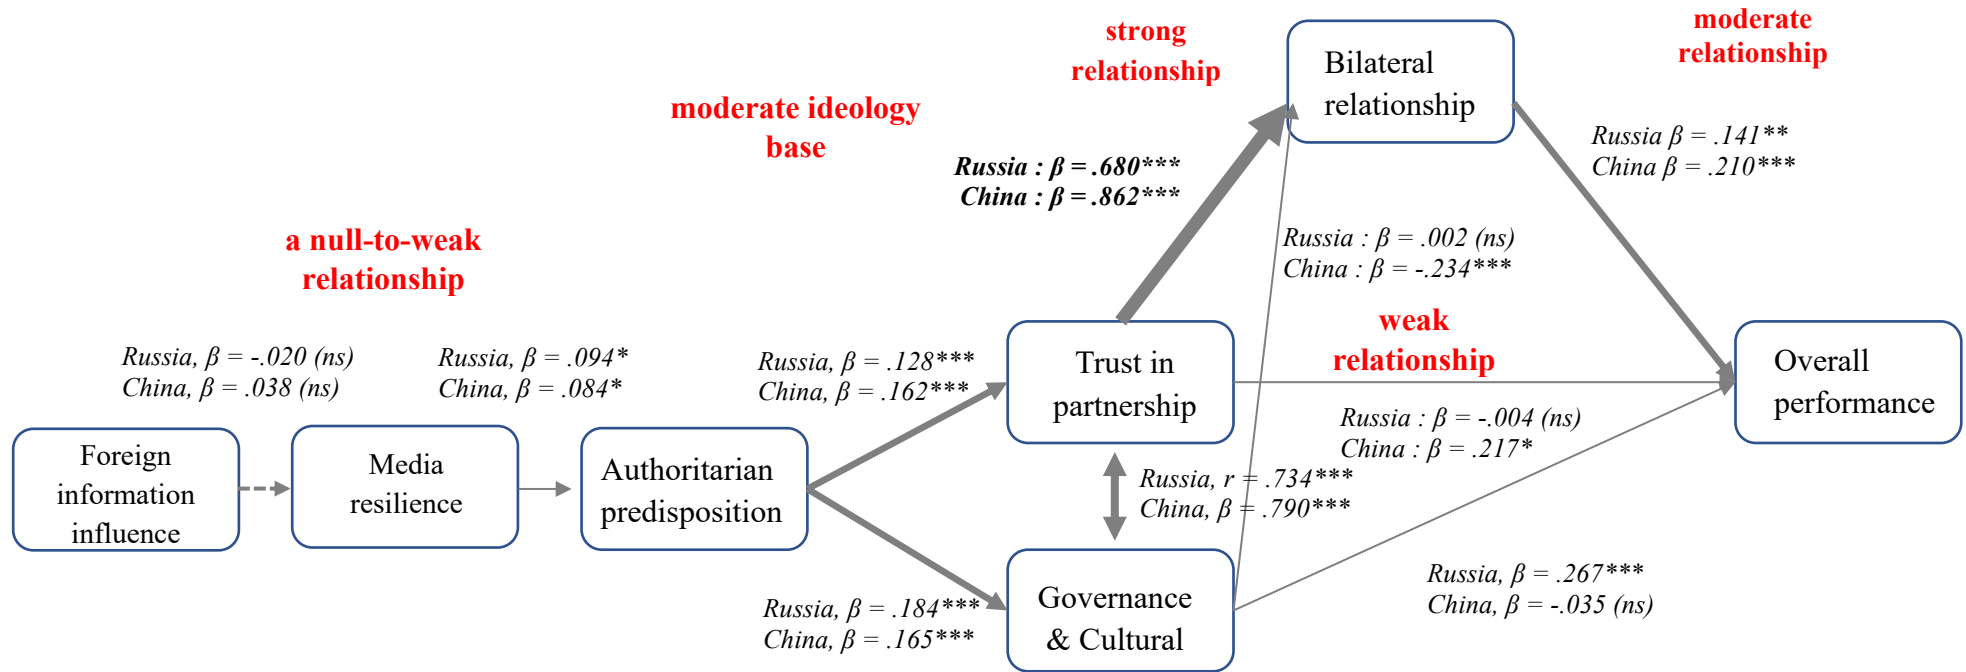 strong
relationship
moderate
relationship
Bilateral
relationship
moderate ideology
base
Russia : β = .680***
China : β = .862***
Russia β = .141**
China β = .210***
a null-to-weak
relationship
Russia : β = .002 (ns)
China : β = -.234***
weak
relationship
Russia, β = -.020 (ns)
China, β = .038 (ns)
Russia, β = .094*
China, β = .084*
Russia, β = .128***
China, β = .162***
Trust in
partnership
Overall
performance
Russia : β = -.004 (ns)
China : β = .217*
Foreign
information
influence
Media
resilience
Authoritarian
predisposition
Russia, r = .734***
China, β = .790***
Russia, β = .267***
China, β = -.035 (ns)
Russia, β = .184***
China, β = .165***
Governance
& Cultural